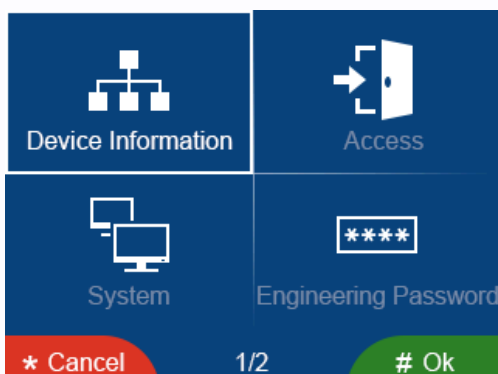 Device Information
Access
System
****
Engineering Password
* Cancel
1/2
# Ok